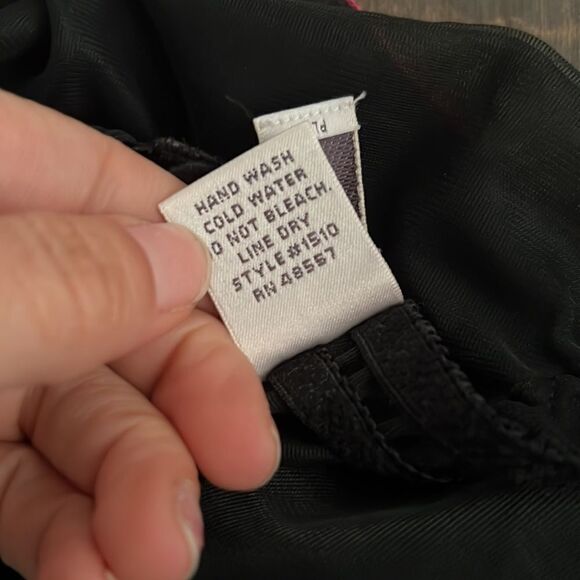 HAND WASH
COLD WATER
DO NOT BLEACH.
LINE DRY
STYLE#1510
RN 48557